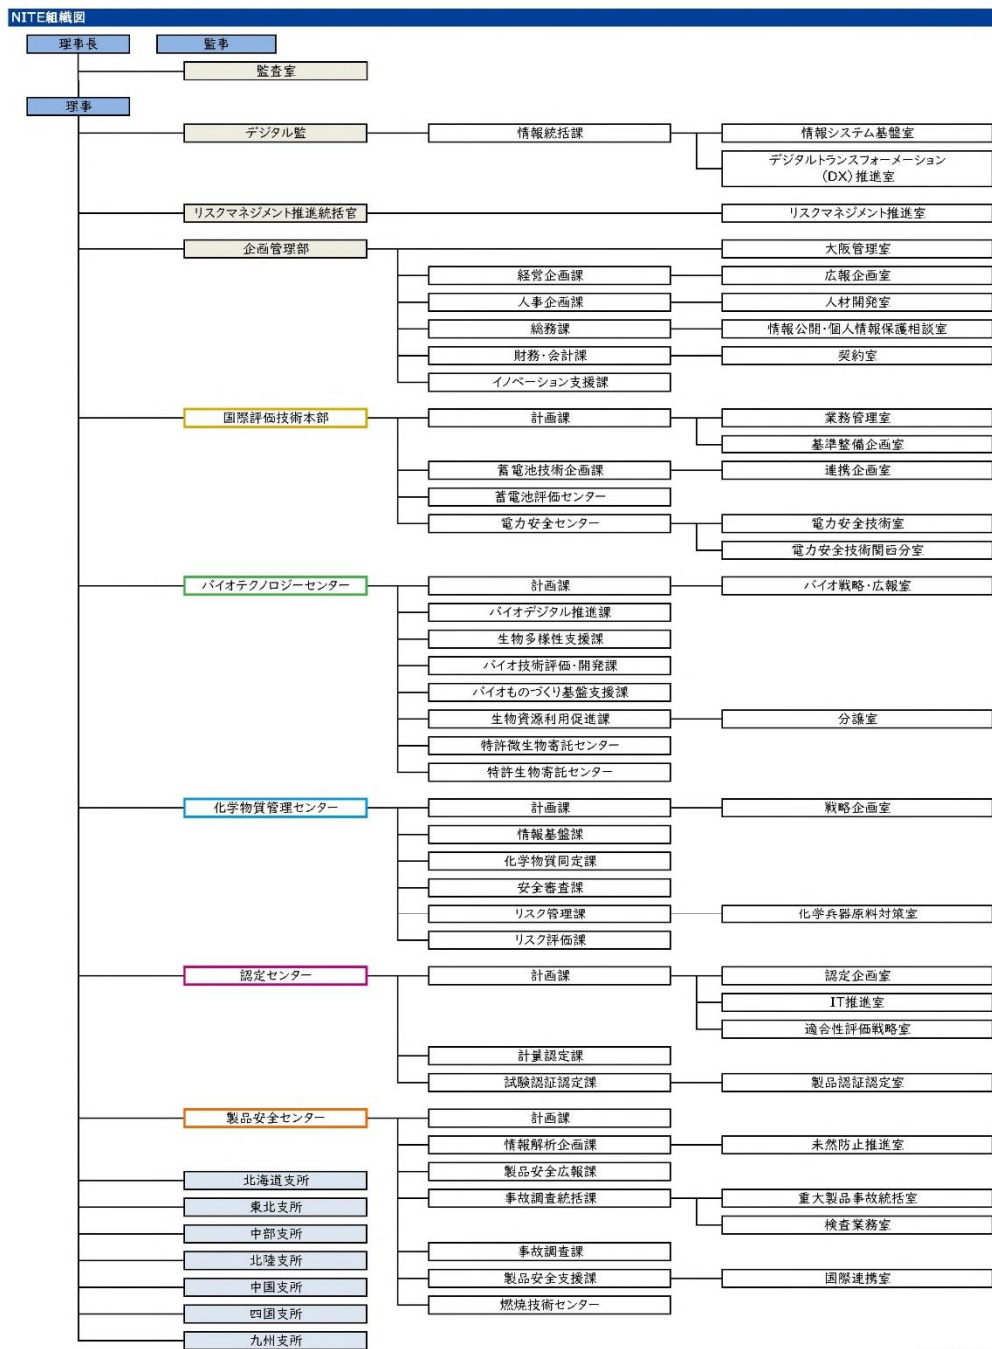 NITE組織図
理事長
監事
監査室
理事
デジタル監
情報統括課
情報システム基盤室
デジタルトランスフォーメーション
(DX)推進室
リスクマネジメント推進統括官
リスクマネジメント推進室
企画管理部
大阪管理室
経営企画課
広報企画室
人事企画課
人材開発室
総務課
情報公開・個人情報保護相談室
財務・会計課
契約室
イノベーション支援課
国際評価技術本部
計画課
業務管理室
基準整備企画室
蓄電池技術企画課
連携企画室
蓄電池評価センター
電力安全センター
電力安全技術室
電力安全技術関西分室
バイオテクノロジーセンター
計画課
バイオ戦略・広報室
バイオデジタル推進課
生物多様性支援課
バイオ技術評価・開発課
バイオものづくり基盤支援課
生物資源利用促進課
分譲室
特許微生物寄託センター
特許生物寄託センター
化学物質管理センター
計画課
戦略企画室
情報基盤課
化学物質同定課
安全審査課
リスク管理課
化学兵器原料対策室
リスク評価課
認定センター
計画課
認定企画室
IT推進室
適合性評価戦略室
計量認定課
試験認証認定課
製品認証認定室
製品安全センター
計画課
情報解析企画課
未然防止推進室
製品安全広報課
北海道支所
事故調査統括課
重大製品事故統括室
東北支所
検査業務室
中部支所
事故調査課
北陸支所
製品安全支援課
国際連携室
中国支所
燃焼技術センター
四国支所
九州支所